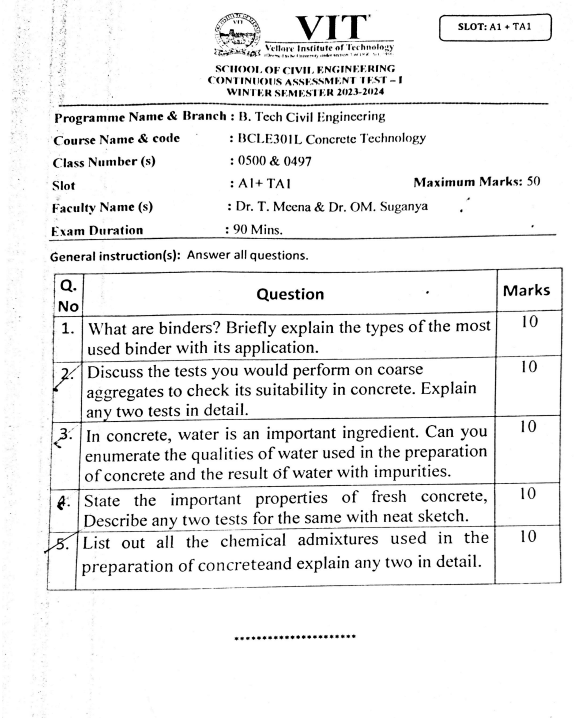 VIT
SLOT: A1 + TA1
Vellore Institute of Technology
SCHOOL OF CIVIL ENGINEERING
CONTINUOUS ASSESSMENT TEST – I
WINTER SEMESTER 2023-2024
Programme Name & Branch : B. Tech Civil Engineering
Course Name & code : BCLE301L Concrete Technology
Class Number (s) : 0500 & 0497
Slot : A1+ TA1 Maximum Marks: 50
Faculty Name (s) : Dr. T. Meena & Dr. OM. Suganya
Exam Duration : 90 Mins.
General instruction(s): Answer all questions.
Q. No Question Marks
1. What are binders? Briefly explain the types of the most 10
used binder with its application.
2. Discuss the tests you would perform on coarse 10
aggregates to check its suitability in concrete. Explain
any two tests in detail.
3. In concrete, water is an important ingredient. Can you 10
enumerate the qualities of water used in the preparation
of concrete and the result of water with impurities.
4. State the important properties of fresh concrete, 10
Describe any two tests for the same with neat sketch.
5. List out all the chemical admixtures used in the 10
preparation of concreteand explain any two in detail.